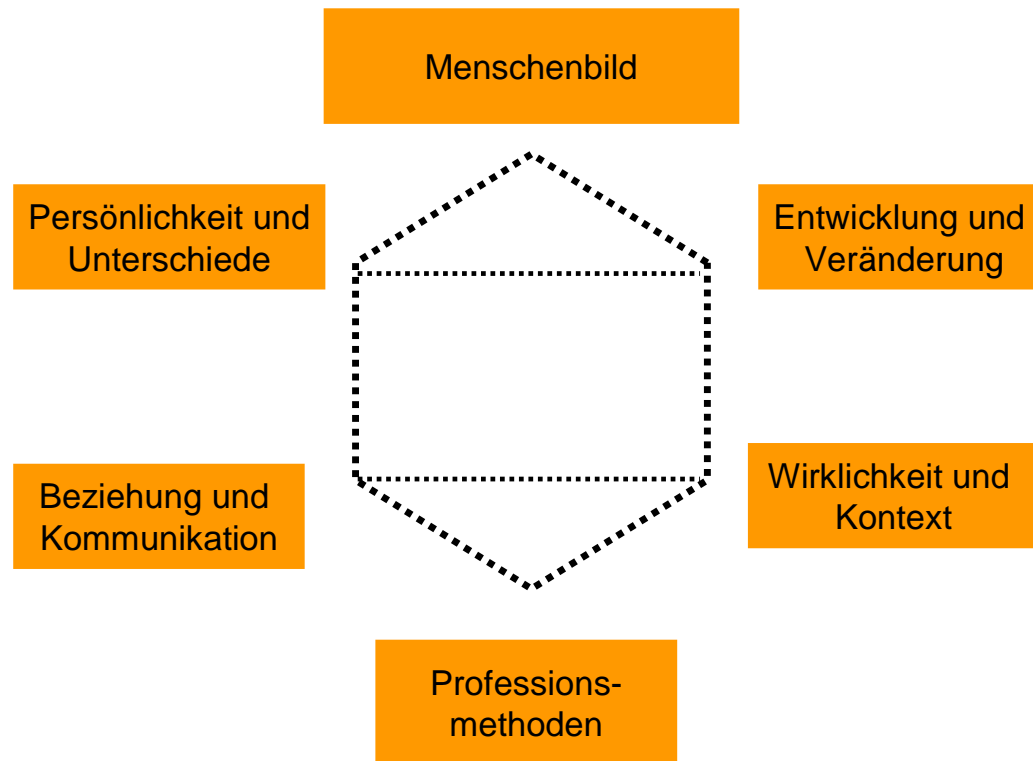 Menschenbild
Persönlichkeit und
Unterschiede
Entwicklung und
Veränderung
Beziehung und
Kommunikation
Wirklichkeit und
Kontext
Professions-
methoden